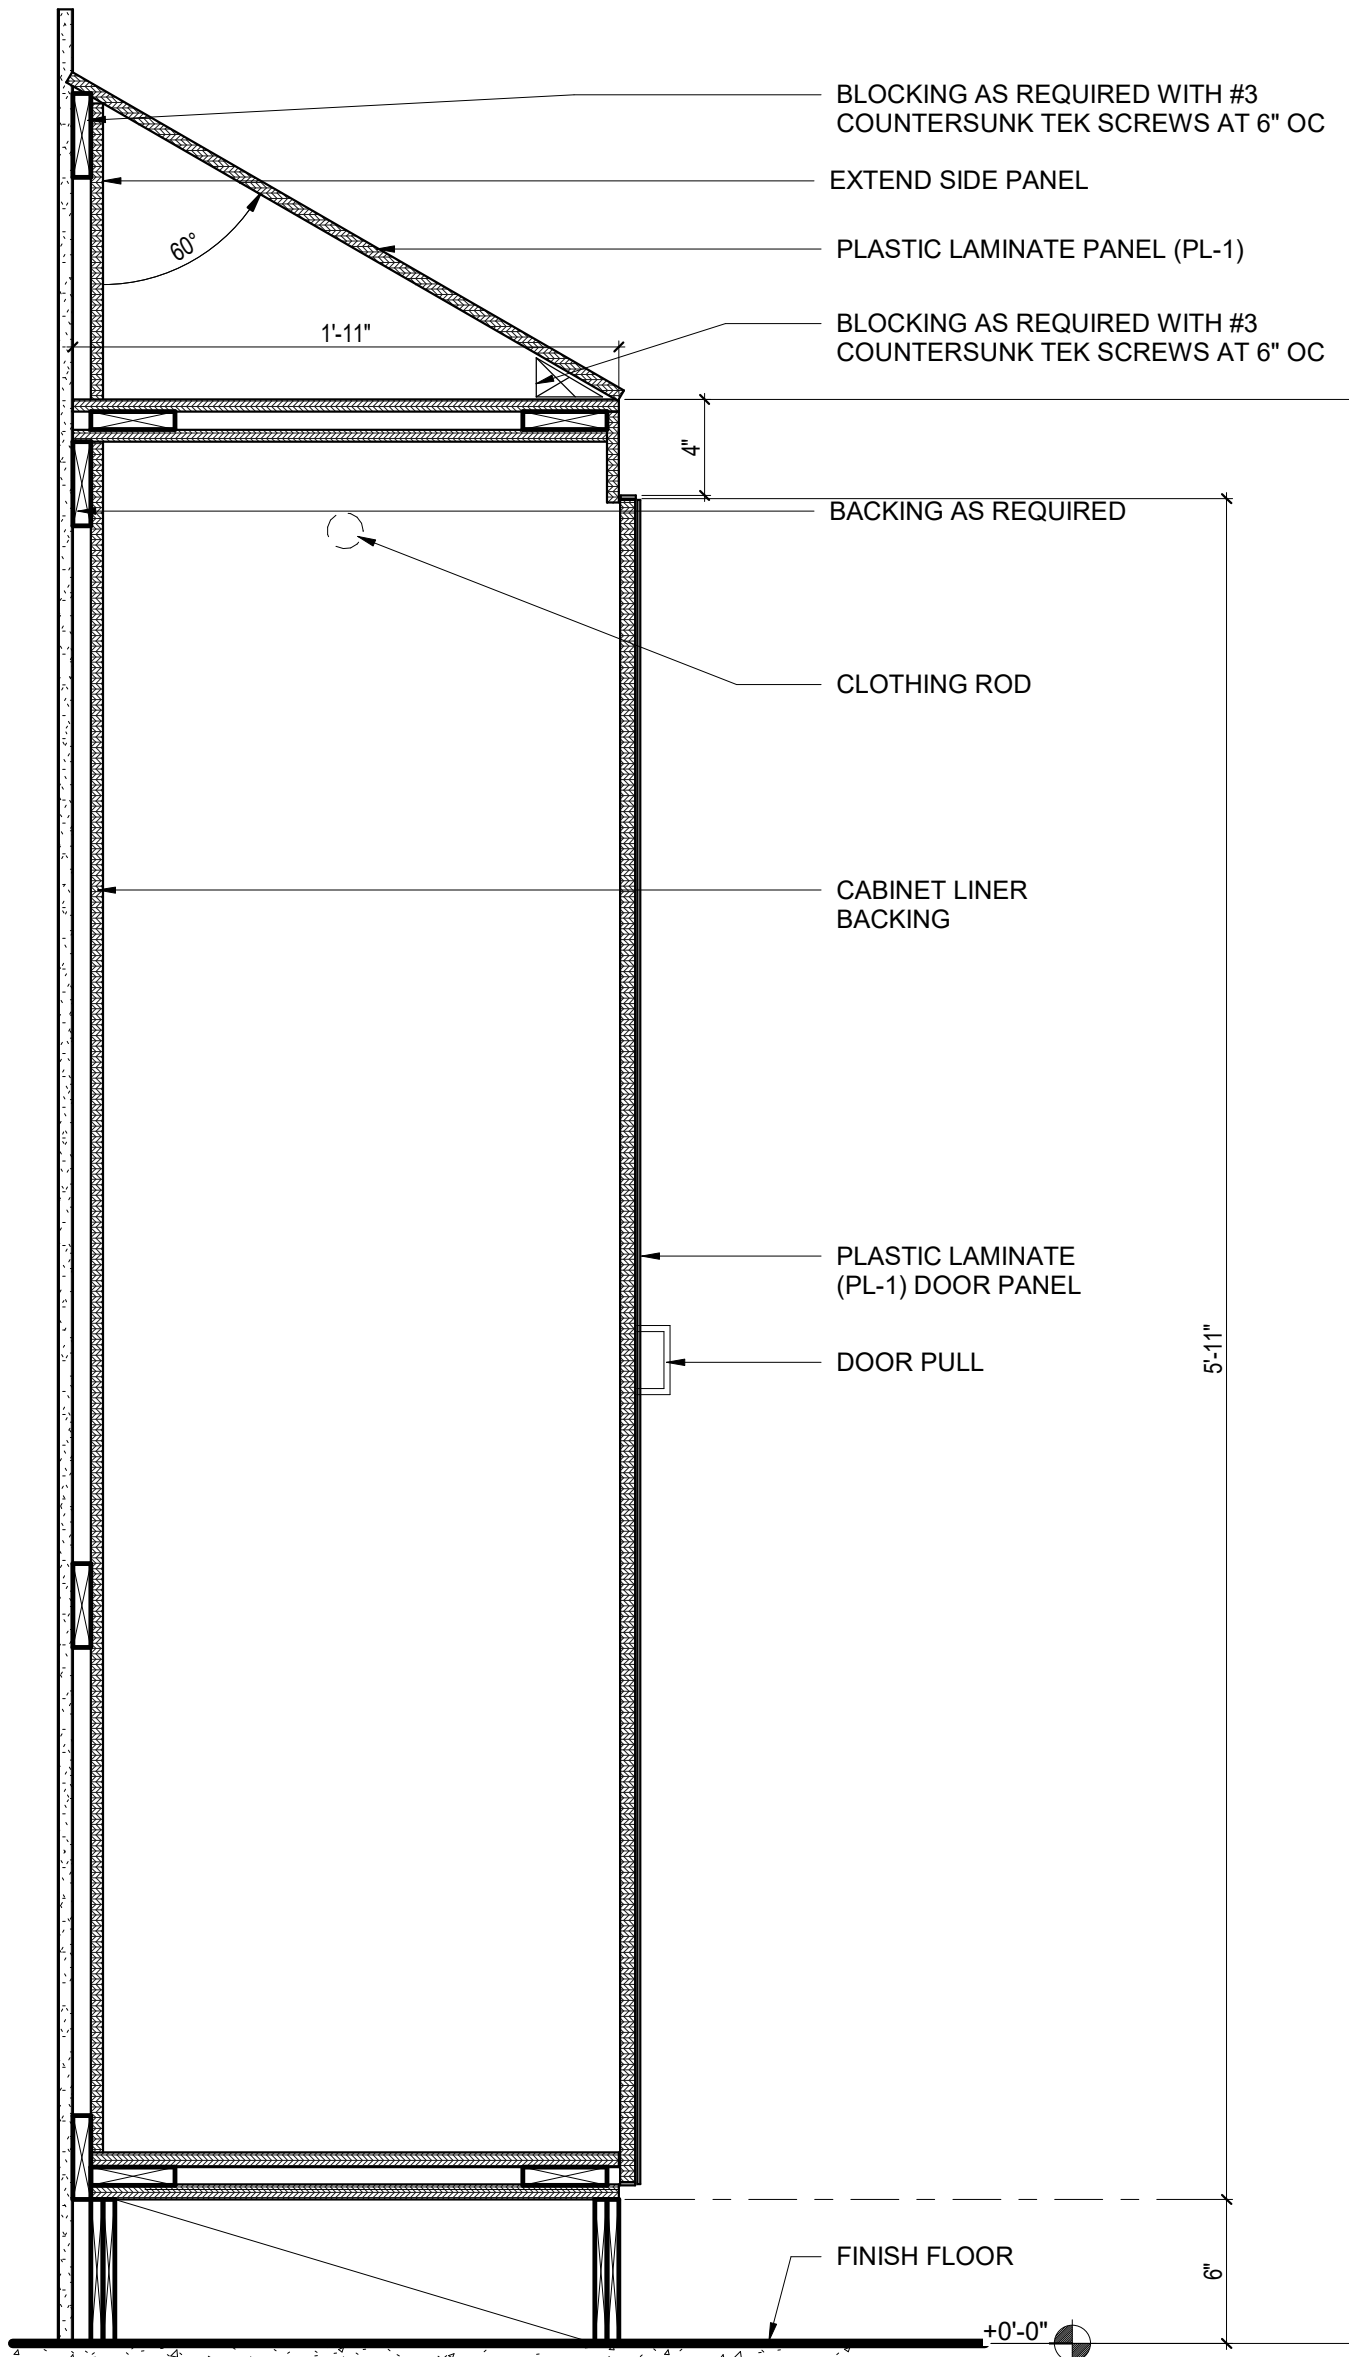 BLOCKING AS REQUIRED WITH #3
COUNTERSUNK TEK SCREWS AT 6" OC
EXTEND SIDE PANEL
60°
PLASTIC LAMINATE PANEL (PL-1)
1'-11"
BLOCKING AS REQUIRED WITH #3
COUNTERSUNK TEK SCREWS AT 6" OC
4"
BACKING AS REQUIRED
CLOTHING ROD
CABINET LINER
BACKING
PLASTIC LAMINATE
(PL-1) DOOR PANEL
5'-11"
DOOR PULL
FINISH FLOOR
6"
+0'-0"